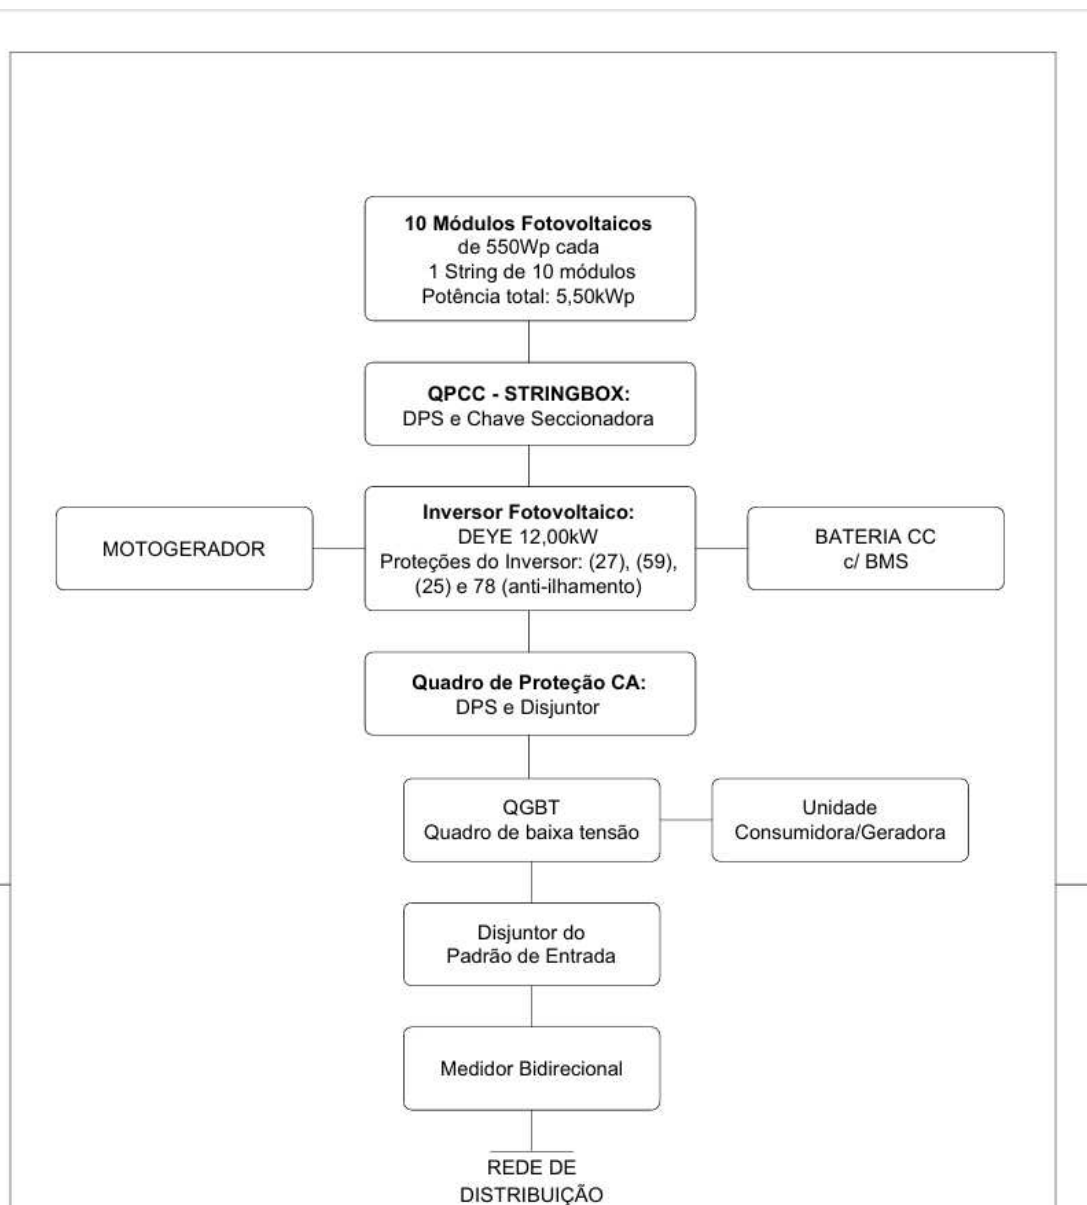 10 Módulos Fotovoltaicos
de 550Wp cada
1 String de 10 módulos
Potência total: 5,50kWp
QPCC - STRINGBOX:
DPS e Chave Seccionadora
MOTOGERADOR
Inversor Fotovoltaico:
DEYE 12,00kW
Proteções do Inversor: (27), (59),
(25) e 78 (anti-ilhamento)
BATERIA CC
c/ BMS
Quadro de Proteção CA:
DPS e Disjuntor
QGBT
Quadro de baixa tensão
Unidade
Consumidora/Geradora
Disjuntor do
Padrão de Entrada
Medidor Bidirecional
REDE DE
DISTRIBUIÇÃO